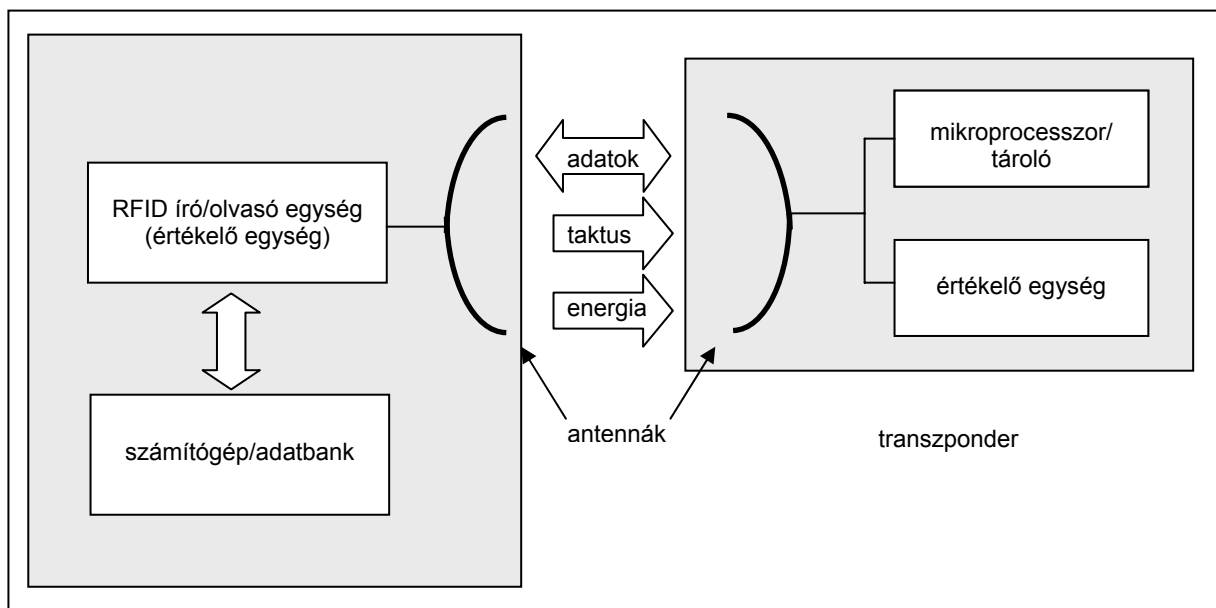 RFID író/olvasó egység
(értékelő egység)
számítógép/adatbank
adatok
taktus
energia
antennák
mikroprocesszor/
tároló
értékelő egység
transzponder